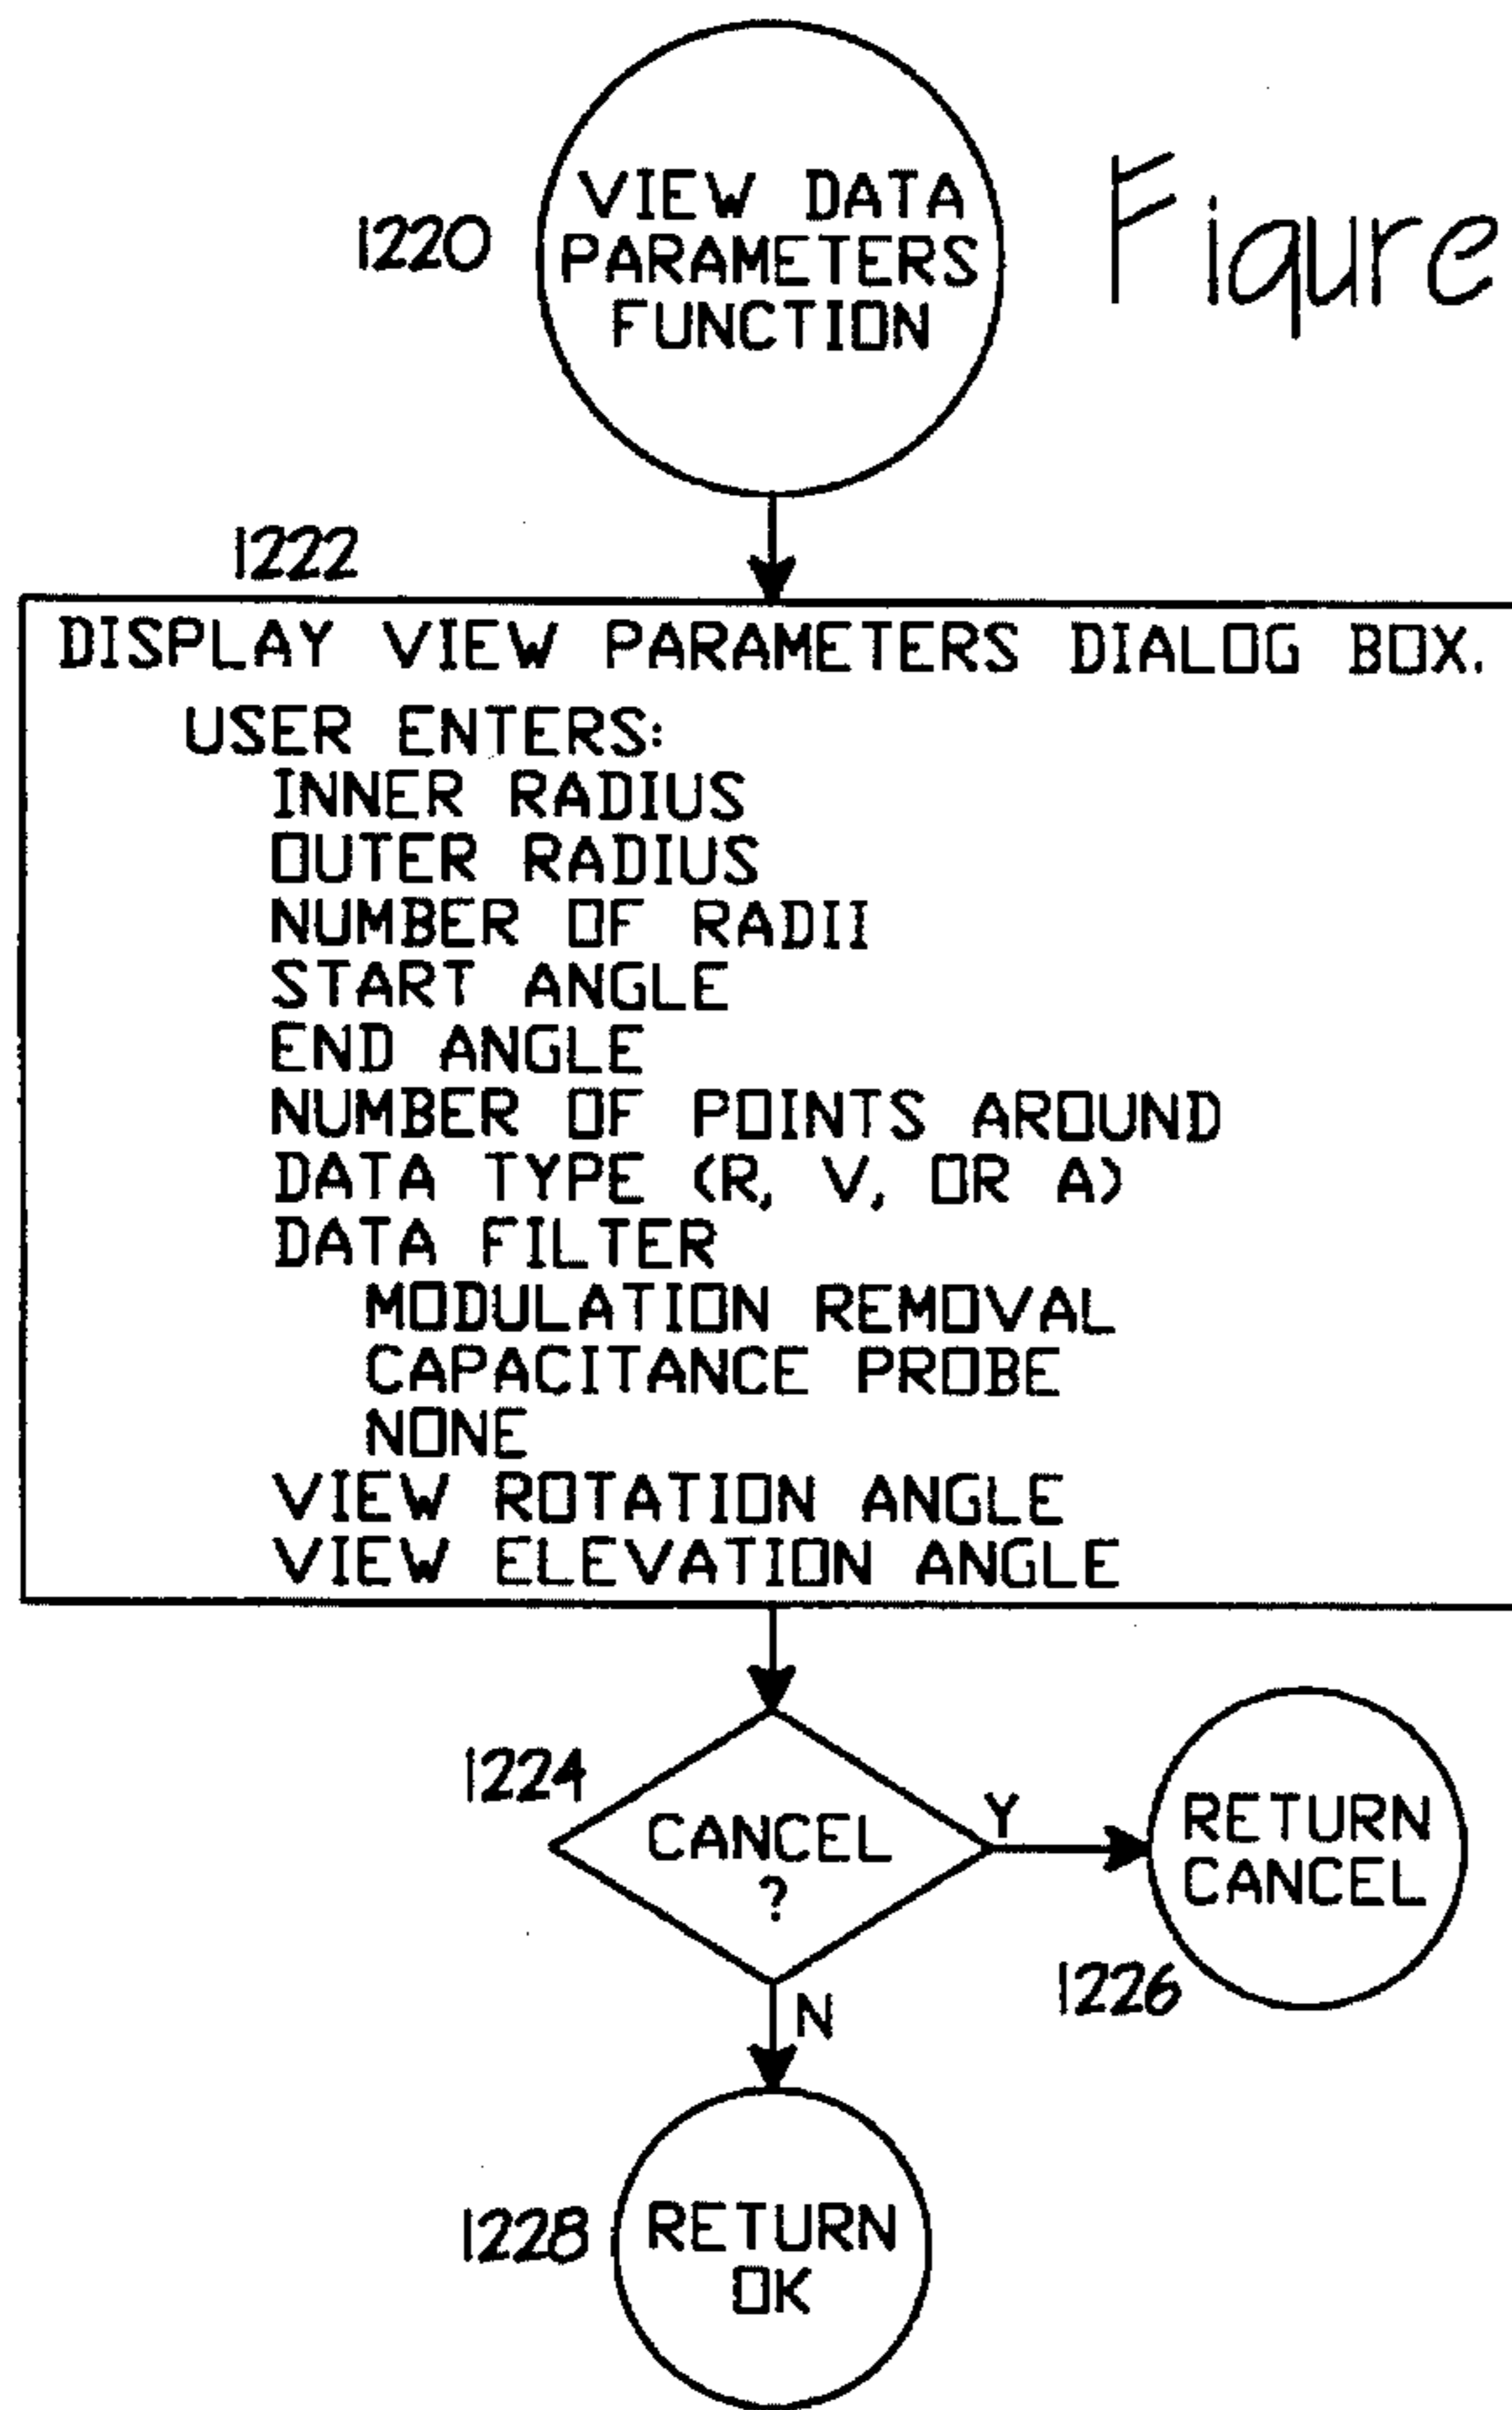 VIEW DATA
PARAMETERS
FUNCTION
1220
Figure
1222
DISPLAY VIEW PARAMETERS DIALOG BOX.
USER ENTERS:
INNER RADIUS
OUTER RADIUS
NUMBER OF RADII
START ANGLE
END ANGLE
NUMBER OF POINTS AROUND
DATA TYPE (R, V, OR A)
DATA FILTER
MODULATION REMOVAL
CAPACITANCE PROBE
NONE
VIEW ROTATION ANGLE
VIEW ELEVATION ANGLE
1224
CANCEL
?
Y
RETURN
CANCEL
1226
N
1228
RETURN
OK